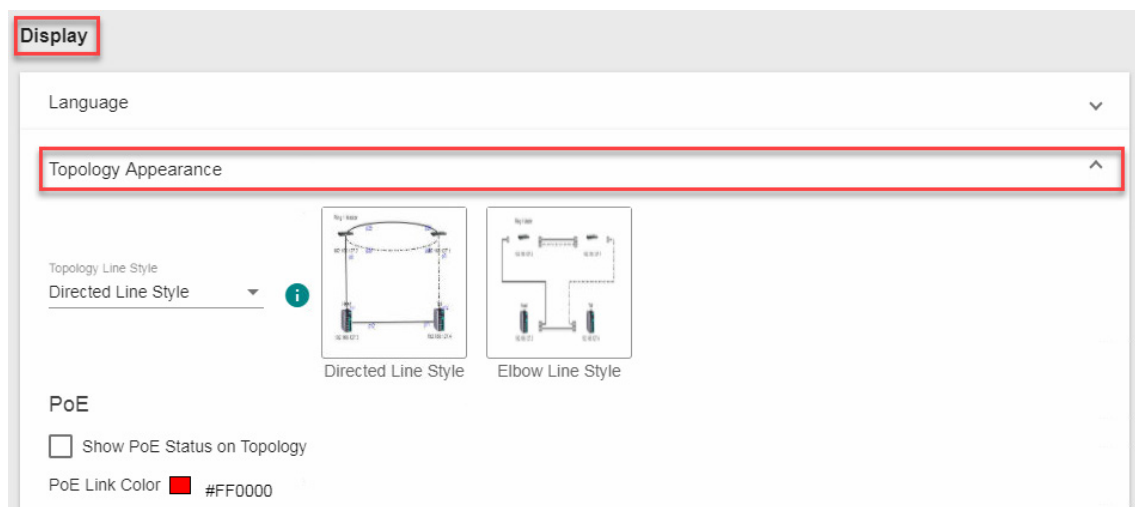 Display
Language
Topology Appearance
Topology Line Style
Directed Line Style
Directed Line Style
Elbow Line Style
PoE
Show PoE Status on Topology
PoE Link Color #FF0000